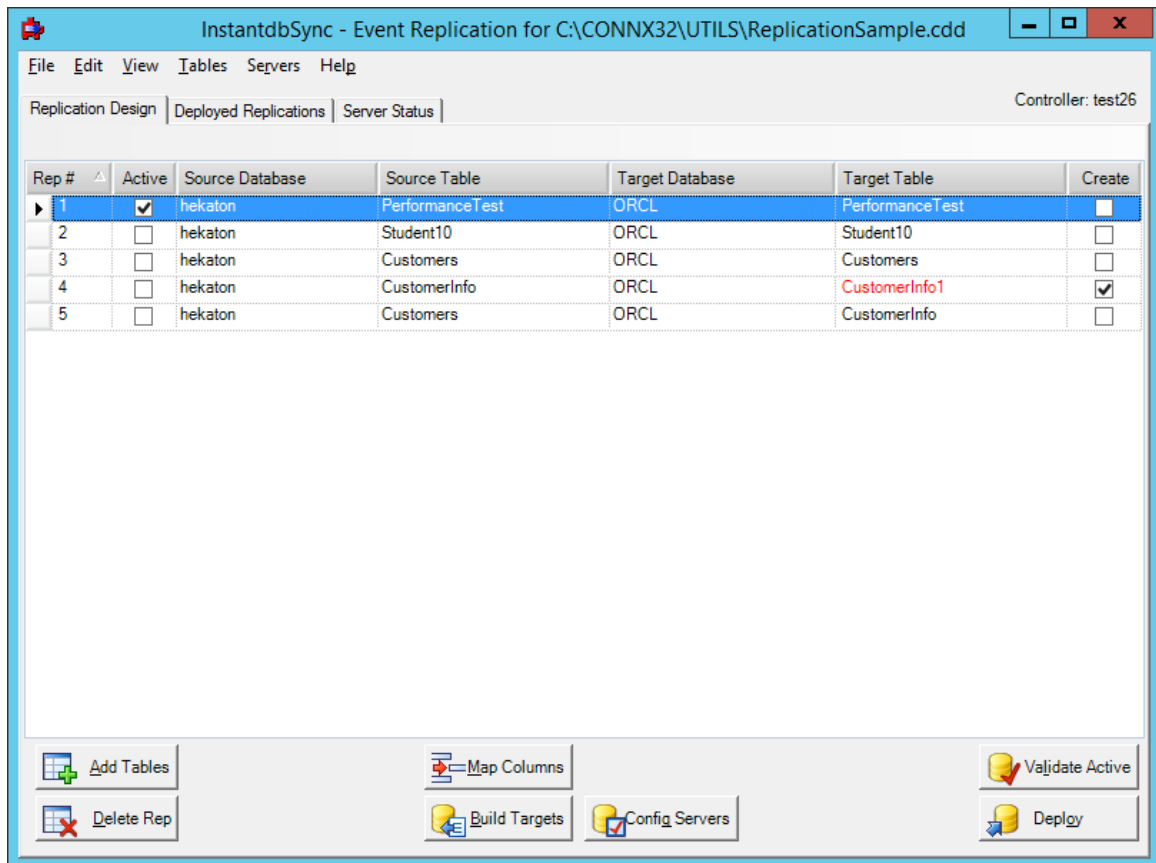 InstantdbSync - Event Replication for C:\CONNX32\UTILS\ReplicationSample.cdd
File Edit View Tables Servers Help
Controller: test26
Replication Design Deployed Replications Server Status
Rep # Active Source Database Source Table Target Database Target Table Create
1 hekaton PerformanceTest ORCL PerformanceTest
2 hekaton Student10 ORCL Student10
3 hekaton Customers ORCL Customers
4 hekaton CustomerInfo ORCL CustomerInfo1
5 hekaton Customers ORCL CustomerInfo
Add Tables Map Columns Validate Active
Delete Rep Build Targets Config Servers Deploy